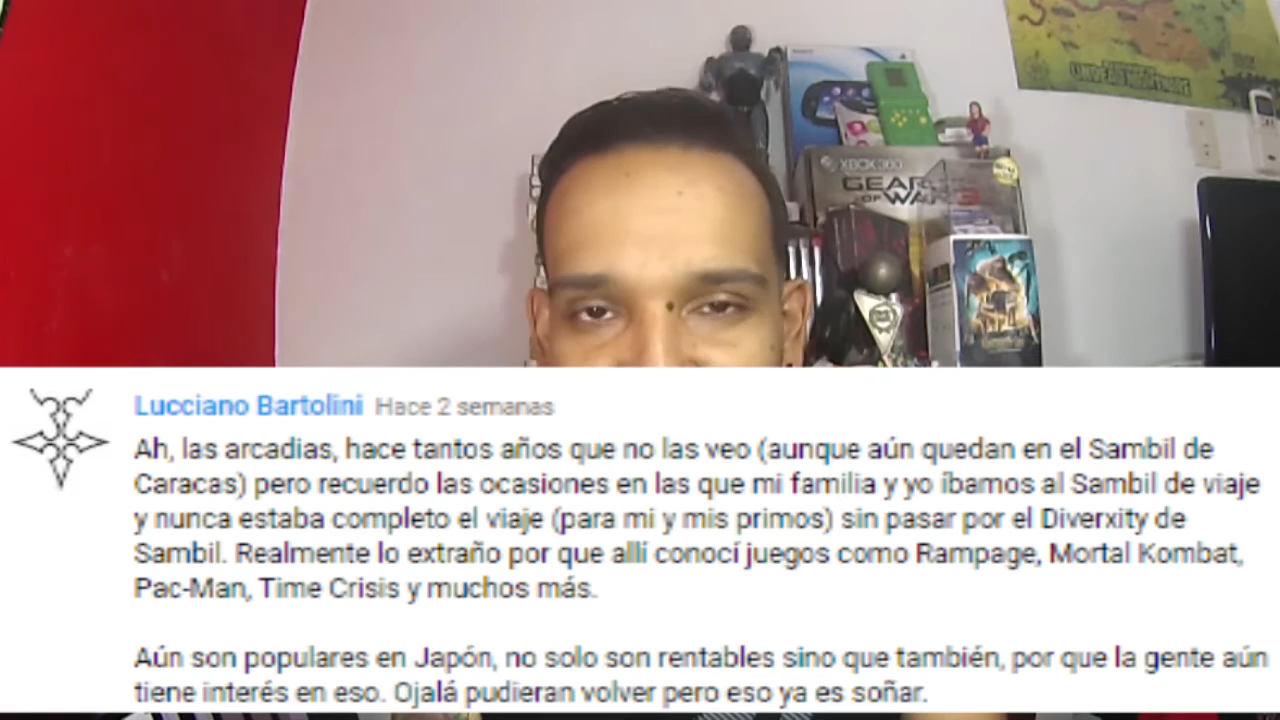 UNDEAD NIGHTMARE
XBOX 360
GEARS
OF WAR 3
Lucciano Bartolini Hace 2 semanas
Ah, las arcadias, hace tantos años que no las veo (aunque aún quedan en el Sambil de
Caracas) pero recuerdo las ocasiones en las que mi familia y yo íbamos al Sambil de viaje
y nunca estaba completo el viaje (para mi y mis primos) sin pasar por el Diverxity de
Sambil. Realmente lo extraño por que allí conocí juegos como Rampage, Mortal Kombat,
Pac-Man, Time Crisis y muchos más.
Aún son populares en Japón, no solo son rentables sino que también, por que la gente aún
tiene interés en eso. Ojalá pudieran volver pero eso ya es soñar.